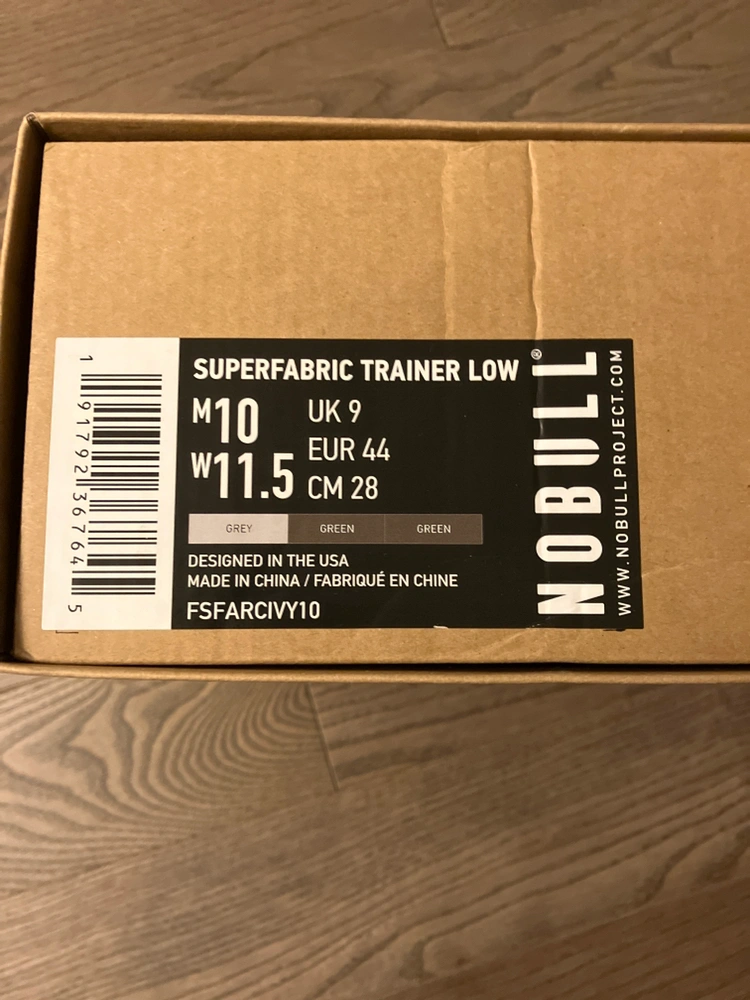 SUPERFABRIC TRAINER LOW
M10
W11.5
UK 9
EUR 44
CM 28
GREY GREEN GREEN
DESIGNED IN THE USA
MADE IN CHINA / FABRIQUÉ EN CHINE
FSFARCIVY10
NOBULL®
WWW.NOBULLPROJECT.COM
1 91792 36764 5